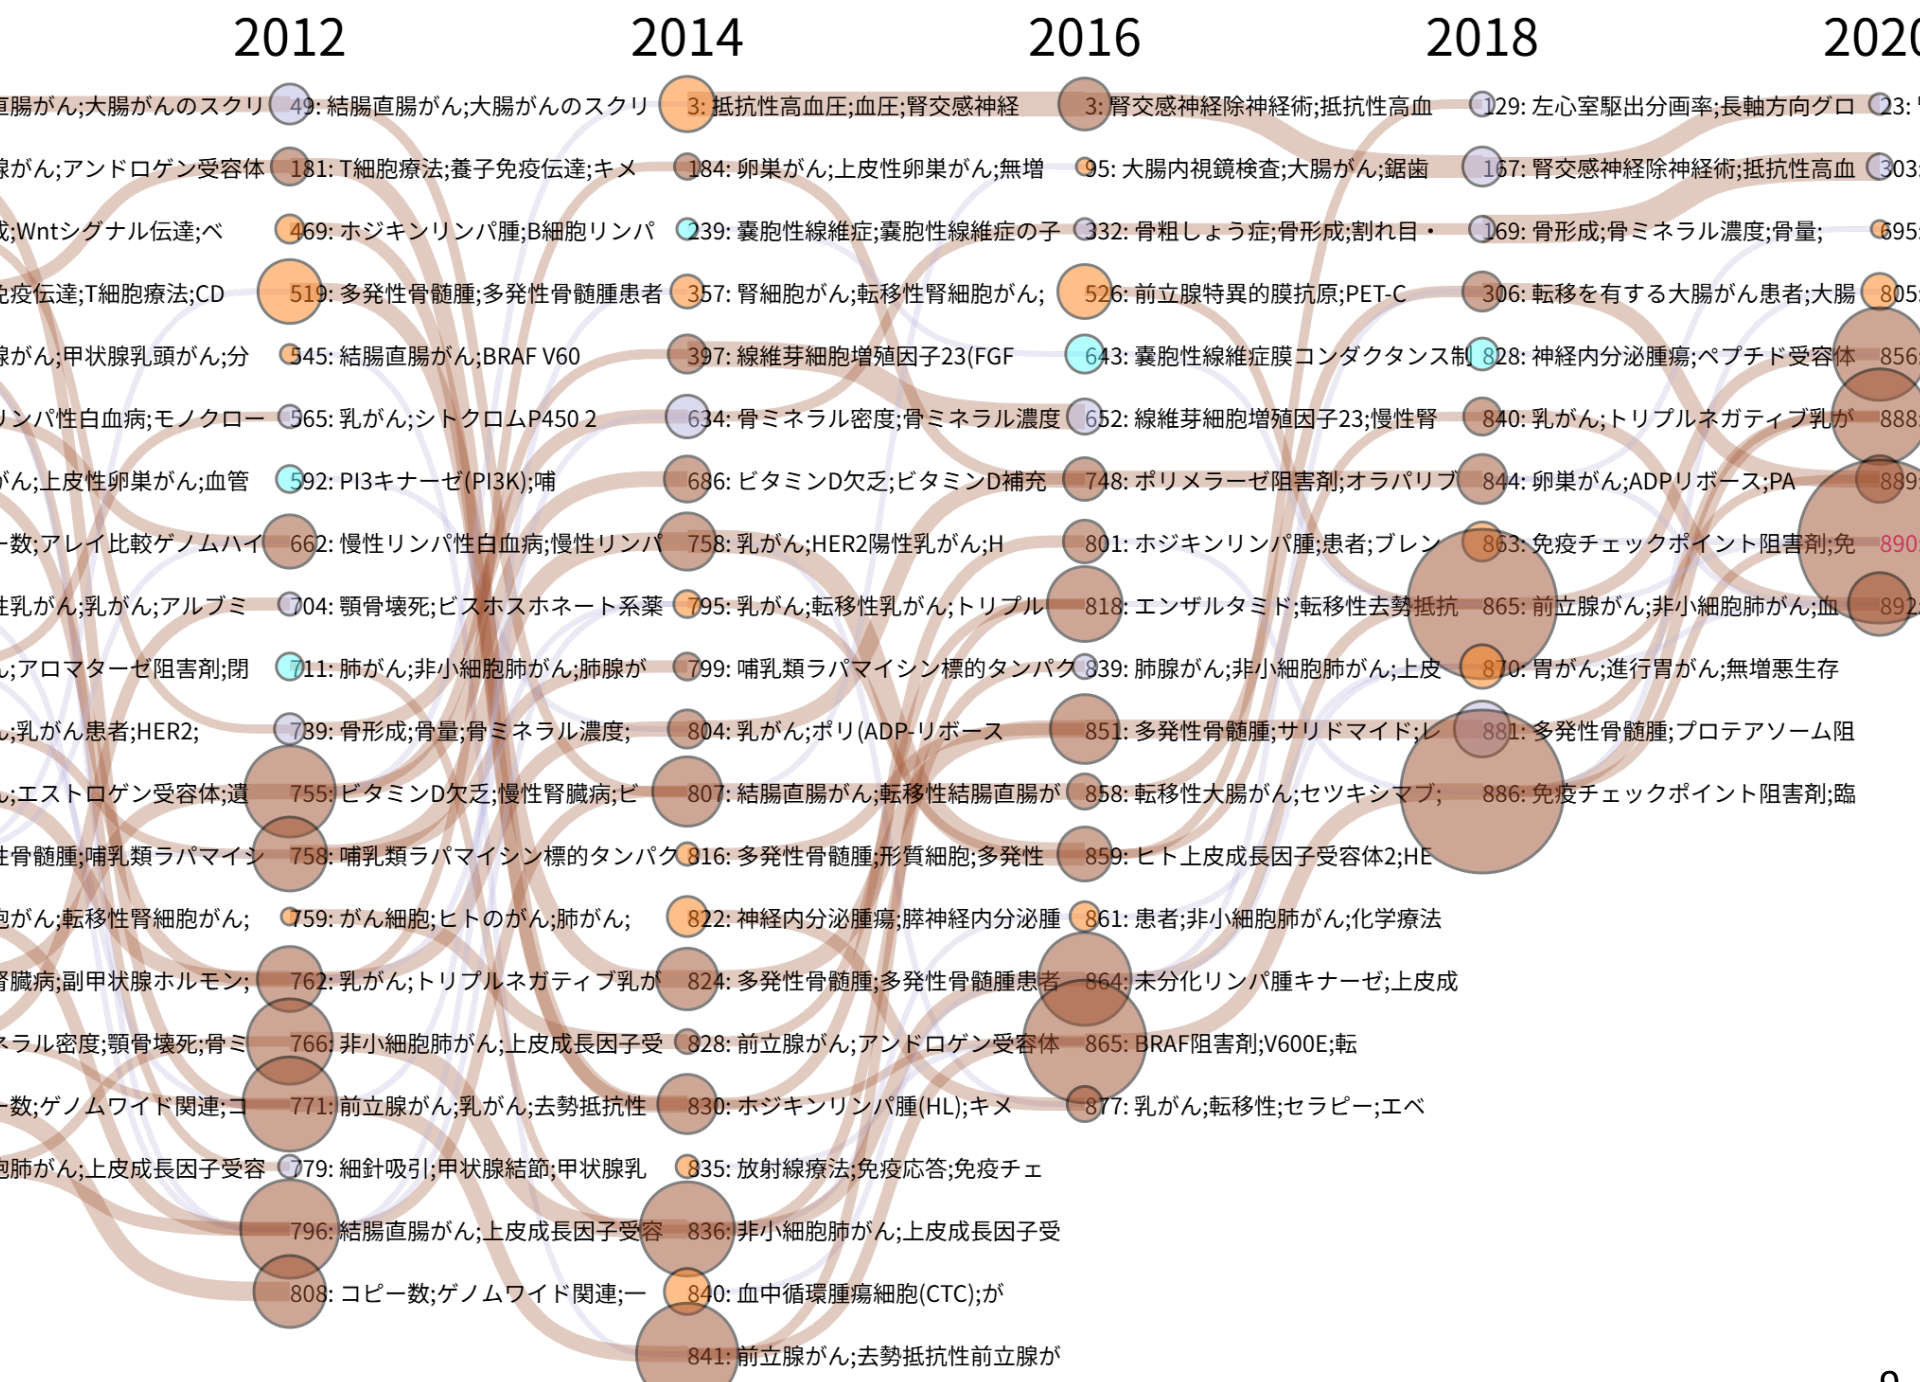 2012
2014
2016
2018
2020
直腸がん;大腸がんのスクリ
腺がん;アンドロゲン受容体
成;Wntシグナル伝達;ベ
免疫伝達;T細胞療法;CD
腺がん;甲状腺乳頭がん;分
リンパ性白血病;モノクロー
がん;上皮性卵巣がん;血管
ー数;アレイ比較ゲノムハイ
性乳がん;乳がん;アルブミ
ん;アロマターゼ阻害剤;閉
ん;乳がん患者;HER2;
ん;エストロゲン受容体;遺
性骨髄腫;哺乳類ラパマイシ
胞がん;転移性腎細胞がん;
腎臓病;副甲状腺ホルモン;
ネラル密度;顎骨壊死;骨ミ
ー数;ゲノムワイド関連;コ
胞肺がん;上皮成長因子受容
49: 結腸直腸がん;大腸がんのスクリ
181: T細胞療法;養子免疫伝達;キメ
469: ホジキンリンパ腫;B細胞リンパ
519: 多発性骨髄腫;多発性骨髄腫患者
545: 結腸直腸がん;BRAF V60
565: 乳がん;シトクロムP450 2
592: PI3キナーゼ(PI3K);哺
662: 慢性リンパ性白血病;慢性リンパ
704: 顎骨壊死;ビスホスホネート系薬
711: 肺がん;非小細胞肺がん;肺腺が
739: 骨形成;骨量;骨ミネラル濃度;
755: ビタミンD欠乏;慢性腎臓病;ビ
758: 哺乳類ラパマイシン標的タンパク
759: がん細胞;ヒトのがん;肺がん;
762: 乳がん;トリプルネガティブ乳が
766: 非小細胞肺がん;上皮成長因子受
771: 前立腺がん;乳がん;去勢抵抗性
779: 細針吸引;甲状腺結節;甲状腺乳
796: 結腸直腸がん;上皮成長因子受容
808: コピー数;ゲノムワイド関連;一
3: 抵抗性高血圧;血圧;腎交感神経
184: 卵巣がん;上皮性卵巣がん;無増
239: 嚢胞性線維症;嚢胞性線維症の子
357: 腎細胞がん;転移性腎細胞がん;
397: 線維芽細胞増殖因子23(FGF
634: 骨ミネラル密度;骨ミネラル濃度
686: ビタミンD欠乏;ビタミンD補充
758: 乳がん;HER2陽性乳がん;H
795: 乳がん;転移性乳がん;トリプル
799: 哺乳類ラパマイシン標的タンパク
804: 乳がん;ポリ(ADP-リボース
807: 結腸直腸がん;転移性結腸直腸が
816: 多発性骨髄腫;形質細胞;多発性
822: 神経内分泌腫瘍;膵神経内分泌腫
824: 多発性骨髄腫;多発性骨髄腫患者
828: 前立腺がん;アンドロゲン受容体
830: ホジキンリンパ腫(HL);キメ
835: 放射線療法;免疫応答;免疫チェ
836: 非小細胞肺がん;上皮成長因子受
840: 血中循環腫瘍細胞(CTC);が
841: 前立腺がん;去勢抵抗性前立腺が
3: 腎交感神経除神経術;抵抗性高血
95: 大腸内視鏡検査;大腸がん;鋸歯
332: 骨粗しょう症;骨形成;割れ目・
526: 前立腺特異的膜抗原;PET-C
643: 嚢胞性線維症膜コンダクタンス制
652: 線維芽細胞増殖因子23;慢性腎
748: ポリメラーゼ阻害剤;オラパリブ
801: ホジキンリンパ腫;患者;ブレン
818: エンザルタミド;転移性去勢抵抗
839: 肺腺がん;非小細胞肺がん;上皮
851: 多発性骨髄腫;サリドマイド;レ
858: 転移性大腸がん;セツキシマブ;
859: ヒト上皮成長因子受容体2;HE
861: 患者;非小細胞肺がん;化学療法
864: 未分化リンパ腫キナーゼ;上皮成
865: BRAF阻害剤;V600E;転
877: 乳がん;転移性;セラピー;エベ
129: 左心室駆出分画率;長軸方向グロ
167: 腎交感神経除神経術;抵抗性高血
169: 骨形成;骨ミネラル濃度;骨量;
306: 転移を有する大腸がん患者;大腸
828: 神経内分泌腫瘍;ペプチド受容体
840: 乳がん;トリプルネガティブ乳が
844: 卵巣がん;ADPリボース;PA
863: 免疫チェックポイント阻害剤;免
865: 前立腺がん;非小細胞肺がん;血
870: 胃がん;進行胃がん;無増悪生存
881: 多発性骨髄腫;プロテアソーム阻
886: 免疫チェックポイント阻害剤;臨
23:
303:
695:
805:
856:
888:
889:
890:
892: